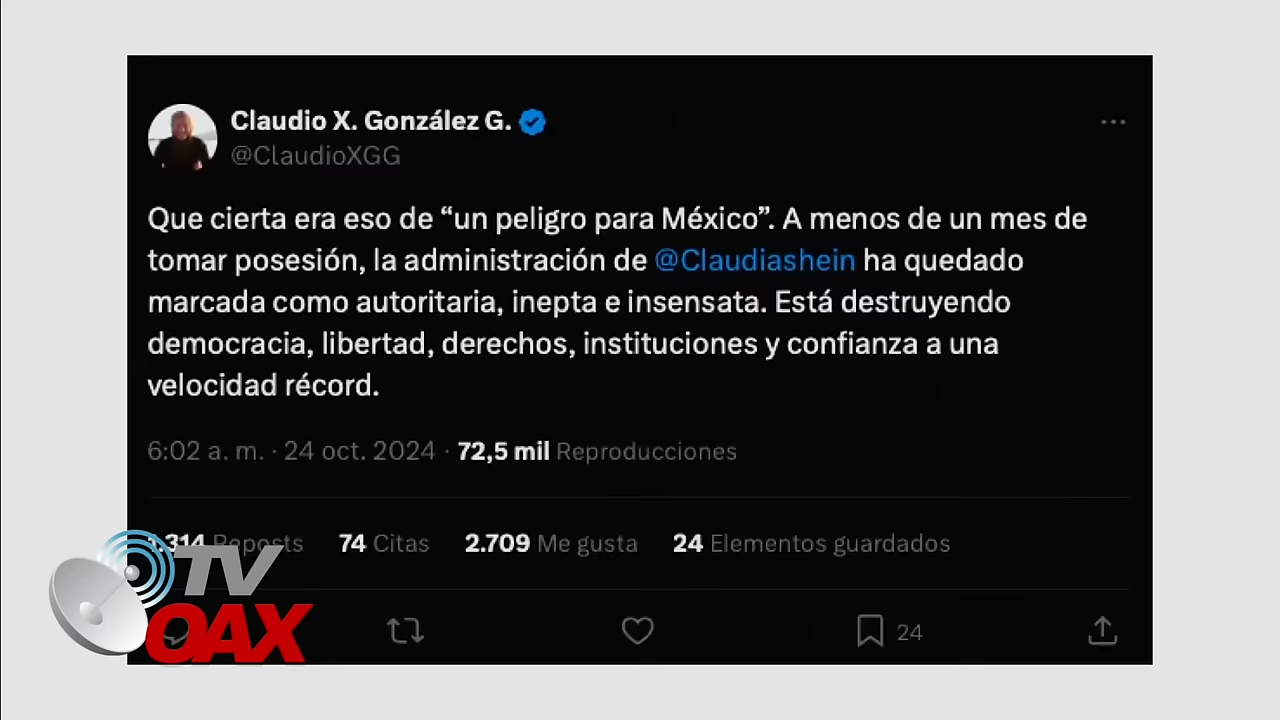 Claudio X. González G.
@ClaudioXGG
Que cierta era eso de “un peligro para México”. A menos de un mes de
tomar posesión, la administración de @Claudiashein ha quedado
marcada como autoritaria, inepta e insensata. Está destruyendo
democracia, libertad, derechos, instituciones y confianza a una
velocidad récord.
6:02 a. m. · 24 oct. 2024 · 72,5 mil Reproducciones
.314 Reposts 74 Citas 2.709 Me gusta 24 Elementos guardados
24
TV
OAX